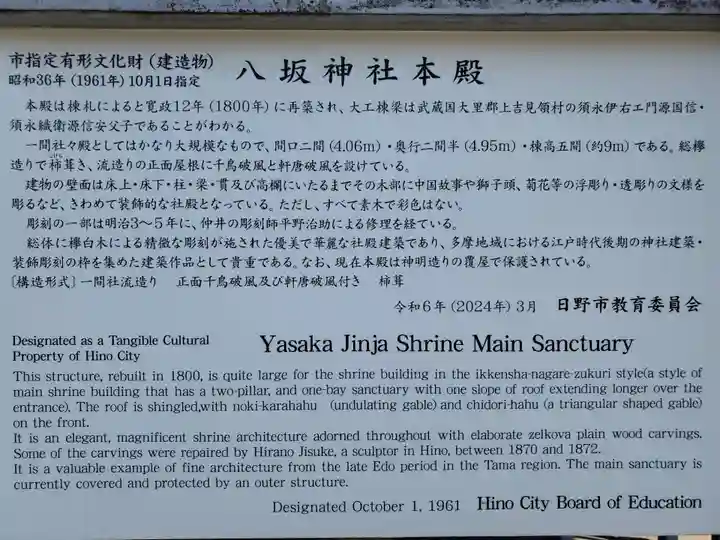 市指定有形文化財(建造物)
昭和36年(1961年)10月1日指定
八坂神社本殿
本殿は棟札によると寛政12年(1800年)に再築され、大工棟梁は武蔵国大里郡上吉見領村の須永伊右エ門源国信・
須永織衛源信安父子であることがわかる。
一間社々殿としてはかなり大規模なもので、間口二間(4.06m)・奥行二間半(4.95m)・棟高五間(約9m)である。総欅
造りで杮葺き、流造りの正面屋根に千鳥破風と軒唐破風を設けている。
建物の壁面は床上・床下・柱・梁・貫及び高欄にいたるまでその木部に中国故事や獅子頭、菊花等の浮彫り・透彫りの文様を
彫るなど、きわめて装飾的な社殿となっている。ただし、すべて素木で彩色はない。
彫刻の一部は明治3〜5年に、仲井の彫刻師平野治助による修理を経ている。
総体に欅白木による精緻な彫刻が施された優美で華麗な社殿建築であり、多摩地域における江戸時代後期の神社建築・
装飾彫刻の粋を集めた建築作品として貴重である。なお、現在本殿は神明造りの覆屋で保護されている。
〔構造形式〕一間社流造り 正面千鳥破風及び軒唐破風付き 杮葺
令和6年(2024年)3月 日野市教育委員会
Designated as a Tangible Cultural
Property of Hino City
Yasaka Jinja Shrine Main Sanctuary
This structure, rebuilt in 1800, is quite large for the shrine building in the ikkensha-nagare-zukuri style(a style of
main shrine building that has a two-pillar, and one-bay sanctuary with one slope of roof extending longer over the
entrance). The roof is shingled,with noki-karahahu (undulating gable) and chidori-hahu (a triangular shaped gable)
on the front.
It is an elegant, magnificent shrine architecture adorned throughout with elaborate zelkova plain wood carvings.
Some of the carvings were repaired by Hirano Jisuke, a sculptor in Hino, between 1870 and 1872.
It is a valuable example of fine architecture from the late Edo period in the Tama region. The main sanctuary is
currently covered and protected by an outer structure.
Designated October 1, 1961 Hino City Board of Education